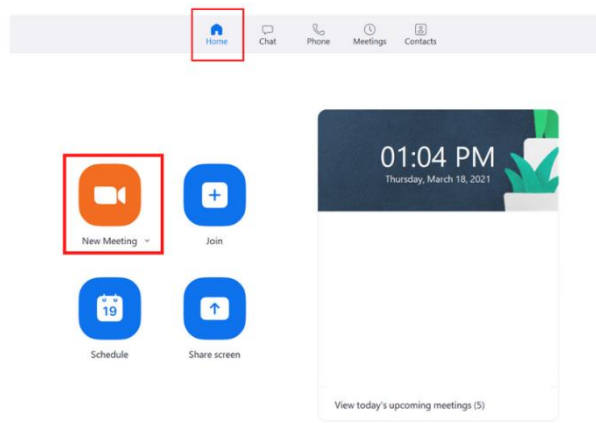 Home
Chat
Phone
Meetings
Contacts
01:04 PM
Thursday, March 18, 2021
New Meeting
Join
19
Schedule
Share screen
View today's upcoming meetings (5)